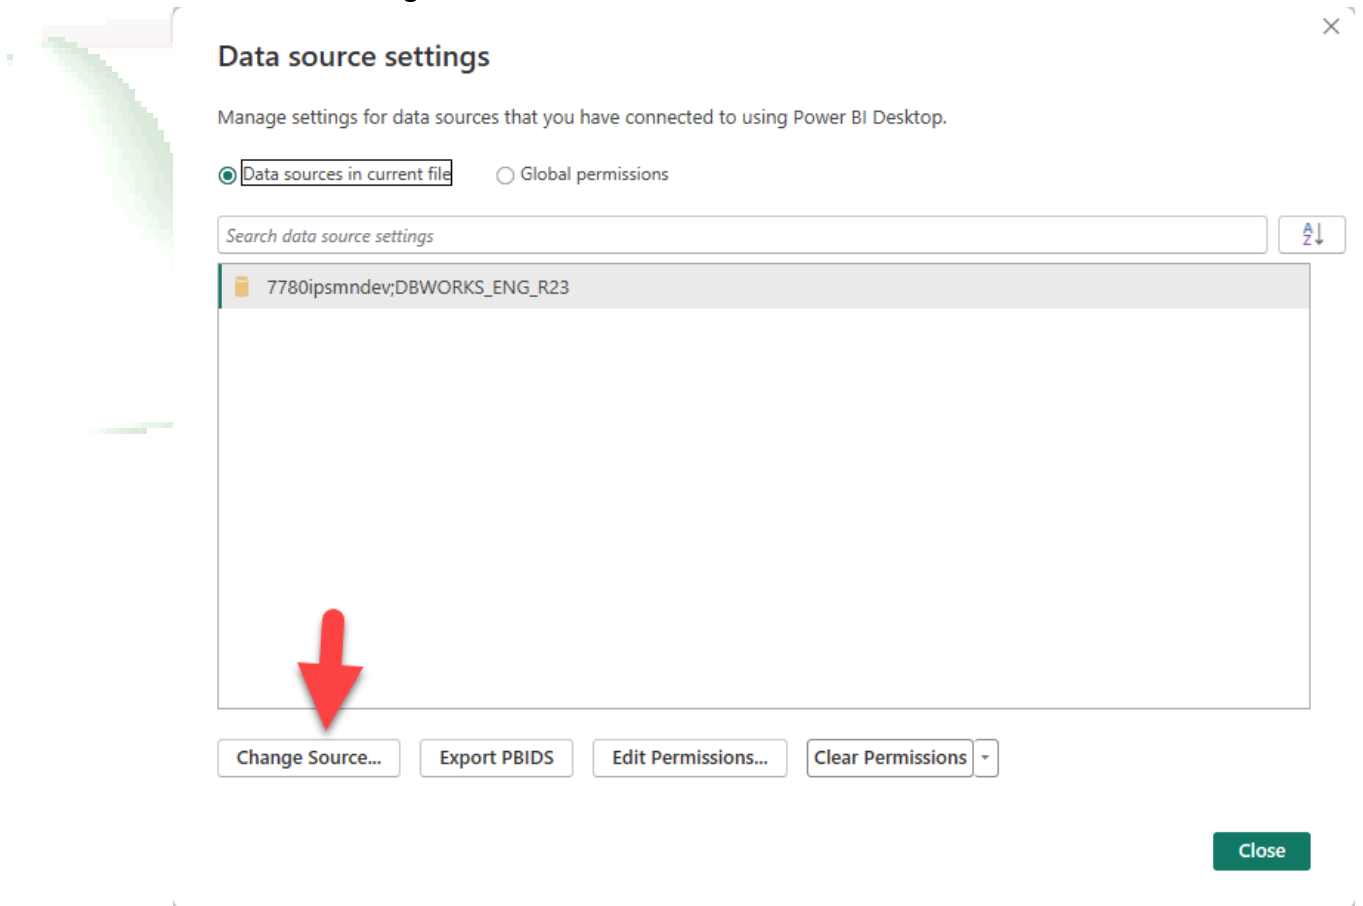 Data source settings
Manage settings for data sources that you have connected to using Power BI Desktop.
Data sources in current file Global permissions
Search data source settings
AZ
7780ipsmndev;DBWORKS_ENG_R23
Change Source... Export PBIDS Edit Permissions... Clear Permissions
Close